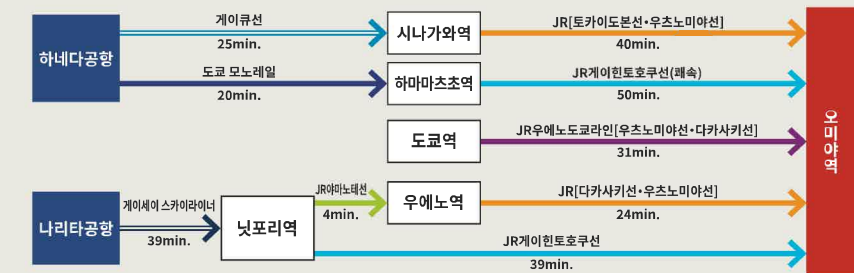 하네다공항
게이큐선
25min.
시나가와역
JR[토카이도본선•우츠노미야선]
40min.
도쿄 모노레일
20min.
하마마츠초역
JR게이힌토호쿠선(쾌속)
50min.
도쿄역
JR우에노도쿄라인[우츠노미야선•다카사키선]
31min.
나리타공항
게이세이 스카이라이너
39min.
닛포리역
JR야마노테선
4min.
우에노역
JR[다카사키선•우츠노미야선]
24min.
JR게이힌토호쿠선
39min.
오미야역